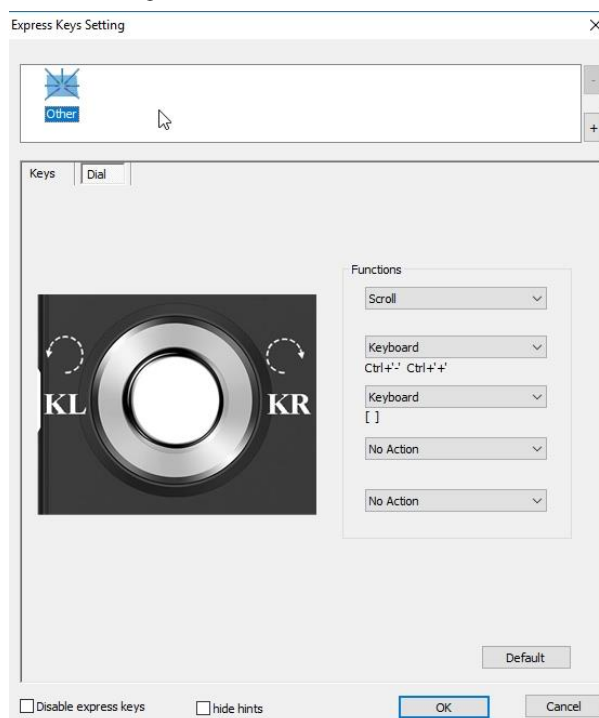 Express Keys Setting
Other
-
+
Keys Dial
Functions
Scroll
Keyboard
Ctrl+'-' Ctrl+'+'
KL KR
Keyboard
[ ]
No Action
No Action
Default
Disable express keys hide hints OK Cancel